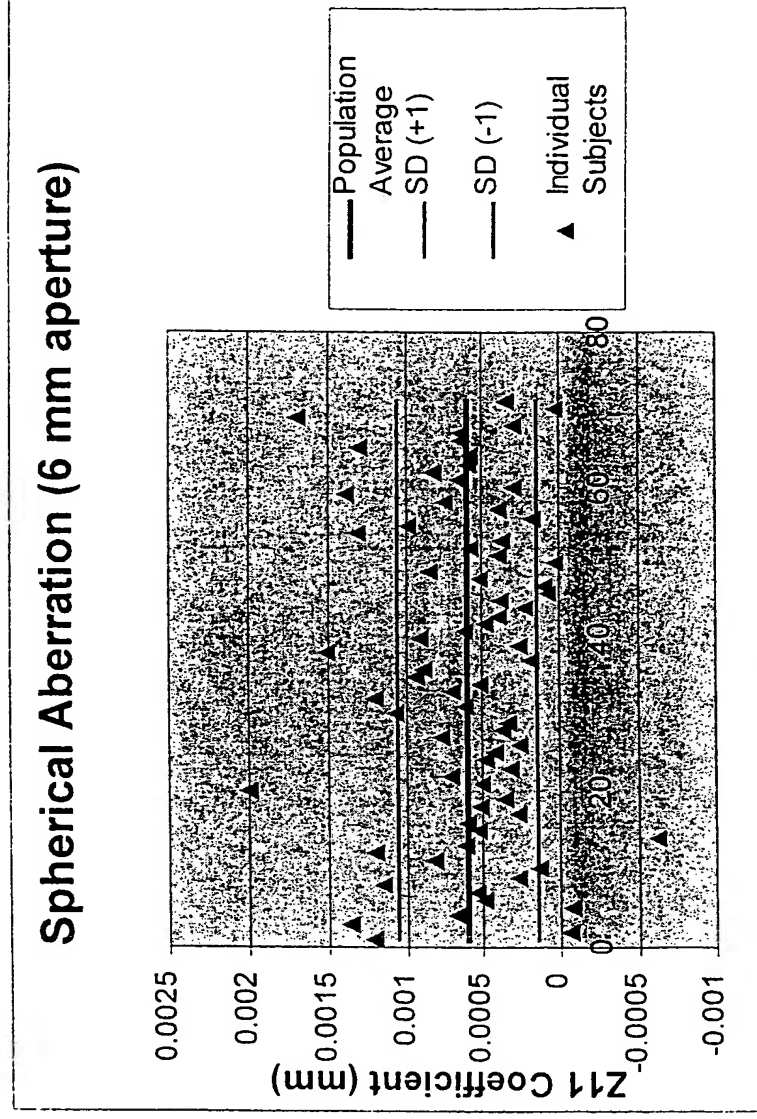 Spherical Aberration (6 mm aperture)
Z11 Coefficient (mm)
0.0025
0.002
0.0015
0.001
0.0005
0
-0.0005
-0.001
0
20
40
60
80
Population
Average
SD (+1)
SD (-1)
Individual
Subjects